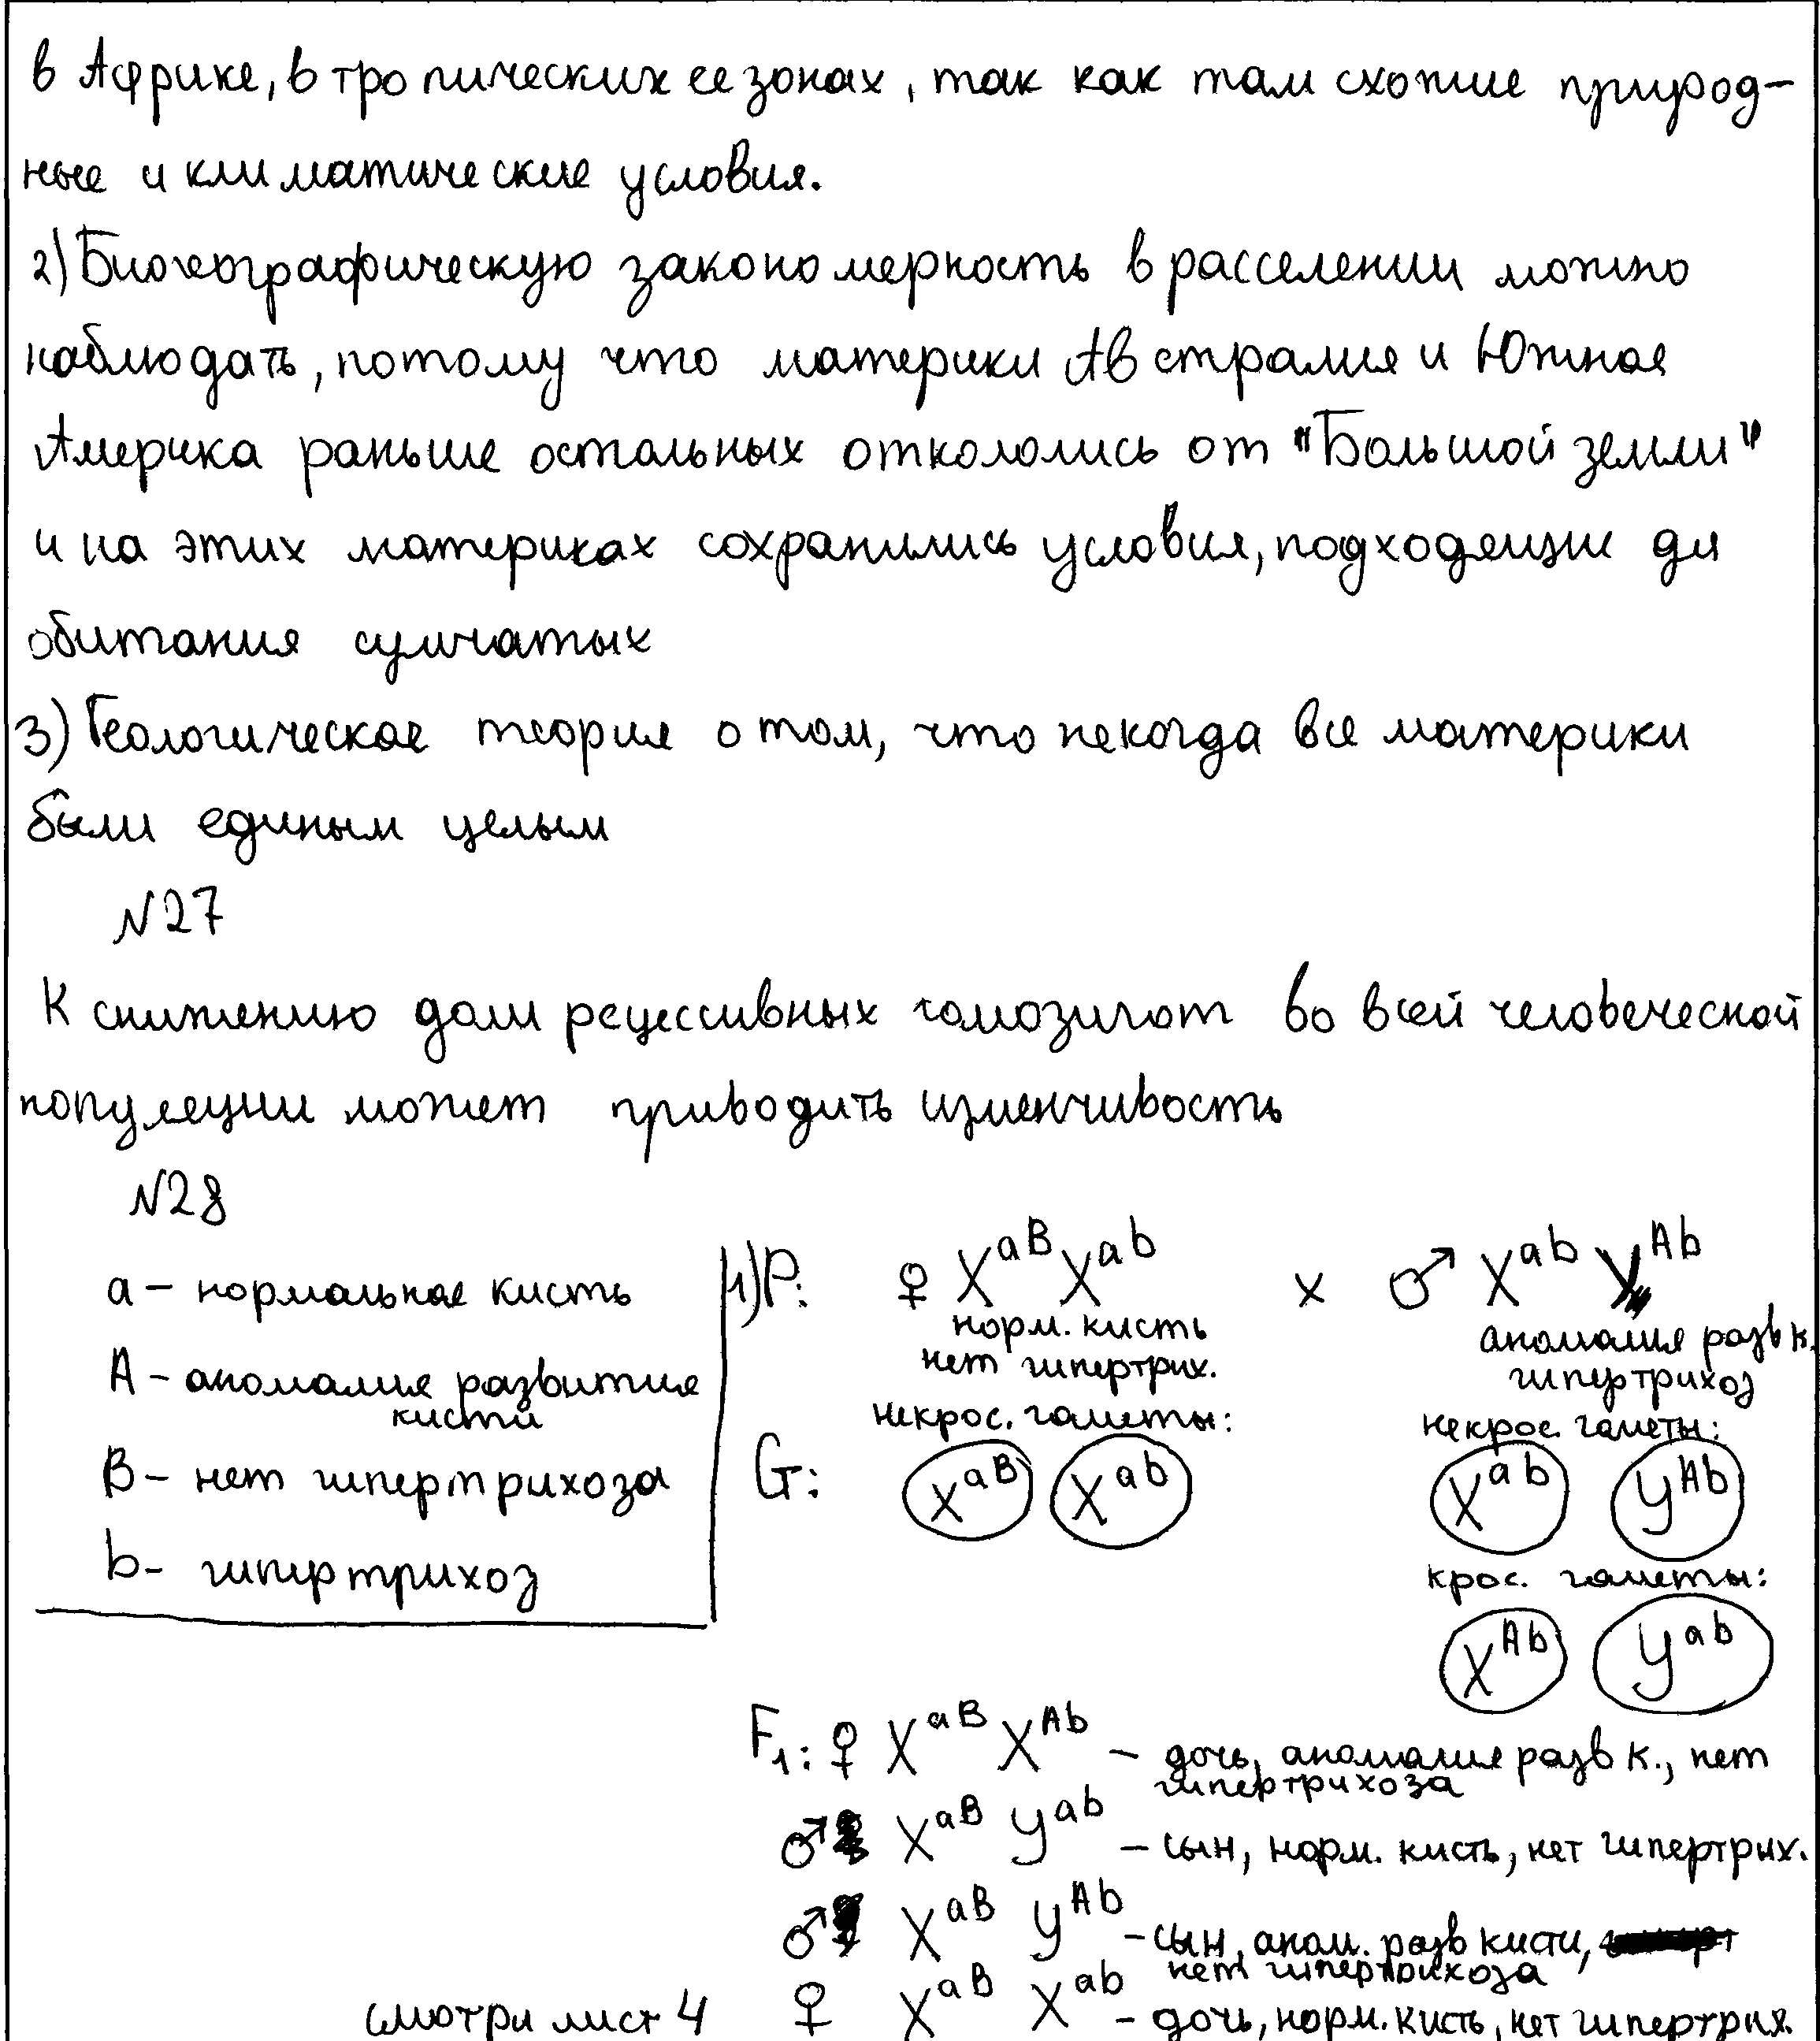 в Африке, в тропических ее зонах, так как там схожие природ-
ные и климатические условия.
2) Биогеографическую закономерность в расселении можно
наблюдать, потому что материки Австралия и Южная
Америка раньше остальных откололись от "Большой земли"
и на этих материках сохранились условия, подходящие для
обитания сумчатых
3) Геологическая теория о том, что некогда все материки
были единым целым
№27
К снижению доли рецессивных гомозигот во всей человеческой
популяции может приводить изменчивость
№28
а – нормальная кисть
А – аномалия развития
кисти
В – нет гипертрихоза
b – гипертрихоз
1) P: ♀ X^aB X^ab x ♂ X^ab Y^Ab
норм. кисть аномалия разв к.
нет гипертрих. гипертрихоз
некрос. гаметы: некрос. гаметы:
G: X^aB X^ab X^ab Y^Ab
крос. гаметы:
X^Ab Y^ab
F1: ♀ X^aB X^Ab – дочь, аномалия разв к., нет
гипертрихоза
♂ X^aB Y^ab – сын, норм. кисть, нет гипертрих.
♂ X^aB Y^Ab – сын, аном. разв кисти,
нет гипертрихоза
смотри лист 4 ♀ X^aB X^ab – дочь, норм. кисть, нет гипертрих.